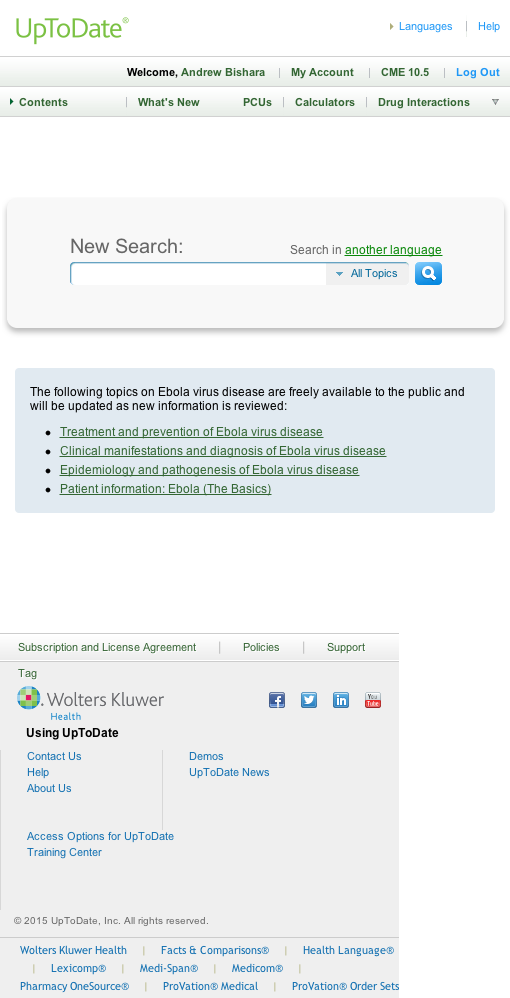 UpToDate®
Languages Help
Welcome, Andrew Bishara My Account CME 10.5 Log Out
Contents What's New PCUs Calculators Drug Interactions
New Search:
Search in another language
All Topics
The following topics on Ebola virus disease are freely available to the public and
will be updated as new information is reviewed:
Treatment and prevention of Ebola virus disease
Clinical manifestations and diagnosis of Ebola virus disease
Epidemiology and pathogenesis of Ebola virus disease
Patient information: Ebola (The Basics)
Subscription and License Agreement Policies Support
Tag
Wolters Kluwer
Health
You Tube
Using UpToDate
Contact Us Demos
Help UpToDate News
About Us
Access Options for UpToDate
Training Center
© 2015 UpToDate, Inc. All rights reserved.
Wolters Kluwer Health | Facts & Comparisons® | Health Language®
| Lexicomp® | Medi-Span® | Medicom® |
Pharmacy OneSource® | ProVation® Medical | ProVation® Order Sets